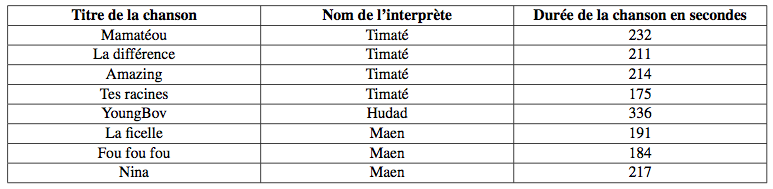 Titre de la chanson Nom de l'interprète Durée de la chanson en secondes
Mamatéou Timaté 232
La différence Timaté 211
Amazing Timaté 214
Tes racines Timaté 175
YoungBov Hudad 336
La ficelle Maen 191
Fou fou fou Maen 184
Nina Maen 217